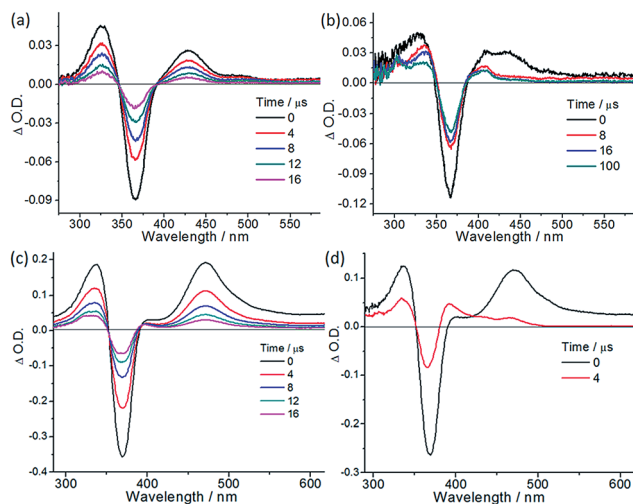 (a)
0.03
0.00
-0.03
-0.06
-0.09
Δ O.D.
Time / μs
0
4
8
12
16
300 350 400 450 500 550
Wavelength / nm
(b)
0.06
0.03
0.00
-0.03
-0.06
-0.09
-0.12
Δ O.D.
Time / μs
0
8
16
100
250 300 350 400 450 500 550
Wavelength / nm
(c)
0.2
0.1
0.0
-0.1
-0.2
-0.3
0.4
Δ O.D.
Time / μs
0
4
8
12
16
300 400 500 600
Wavelength / nm
(d)
0.1
0.0
-0.1
-0.2
-0.3
Δ O.D.
Time / μs
0
4
300 400 500 600
Wavelength / nm